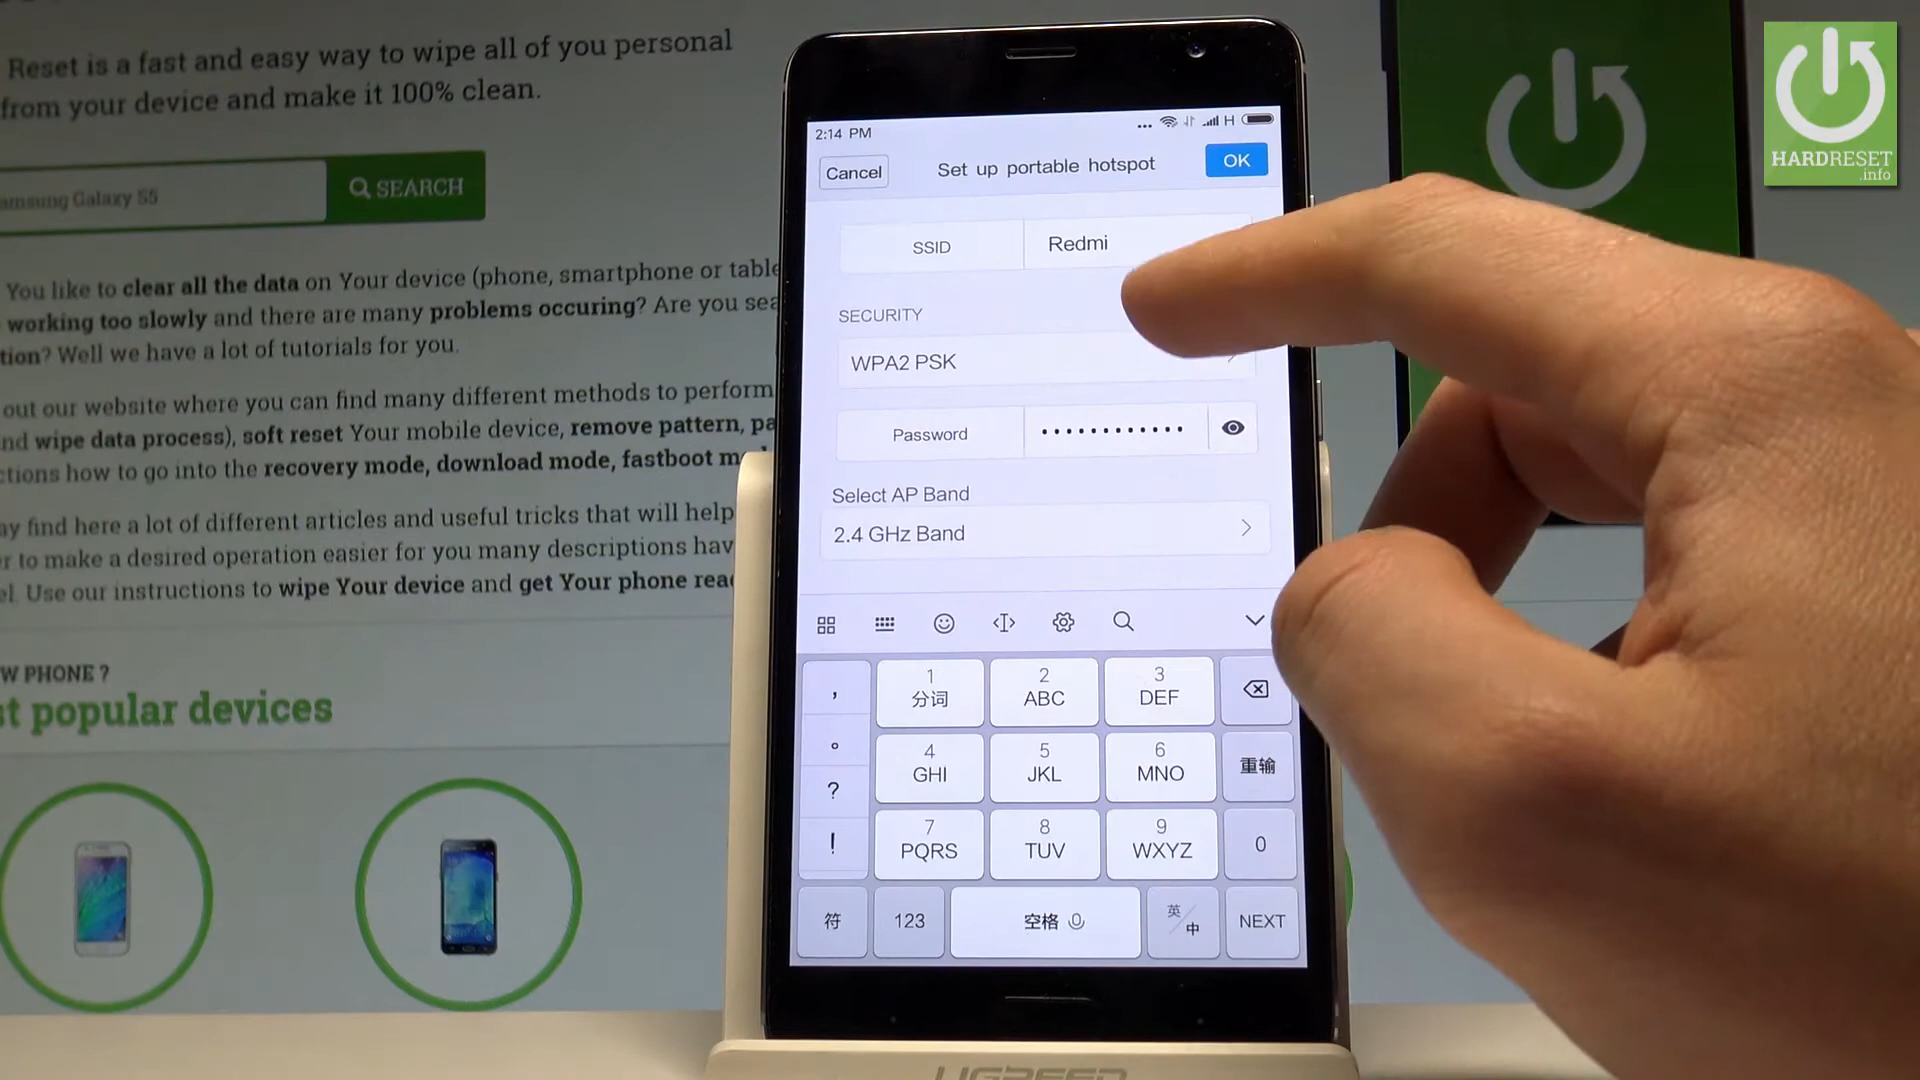 Reset is a fast and easy way to wipe all of you personal
from your device and make it 100% clean.
amsung Galaxy S5
SEARCH
You like to clear all the data on Your device (phone, smartphone or table
working too slowly and there are many problems occuring? Are you sea
tion? Well we have a lot of tutorials for you.
out our website where you can find many different methods to perform
nd wipe data process), soft reset Your mobile device, remove pattern, pa
ctions how to go into the recovery mode, download mode, fastboot mo
ay find here a lot of different articles and useful tricks that will help
er to make a desired operation easier for you many descriptions hav
el. Use our instructions to wipe Your device and get Your phone rea
W PHONE ?
st popular devices
2:14 PM
H
Cancel
Set up portable hotspot
OK
SSID
Redmi
SECURITY
WPA2 PSK
Password
••••••••••••
Select AP Band
2.4 GHz Band
,
1
分词
2
ABC
3
DEF
。
4
GHI
5
JKL
6
MNO
重输
?
7
PQRS
8
TUV
9
WXYZ
0
!
符
123
空格
英/中
NEXT
UGREEN
HARDRESET
.info